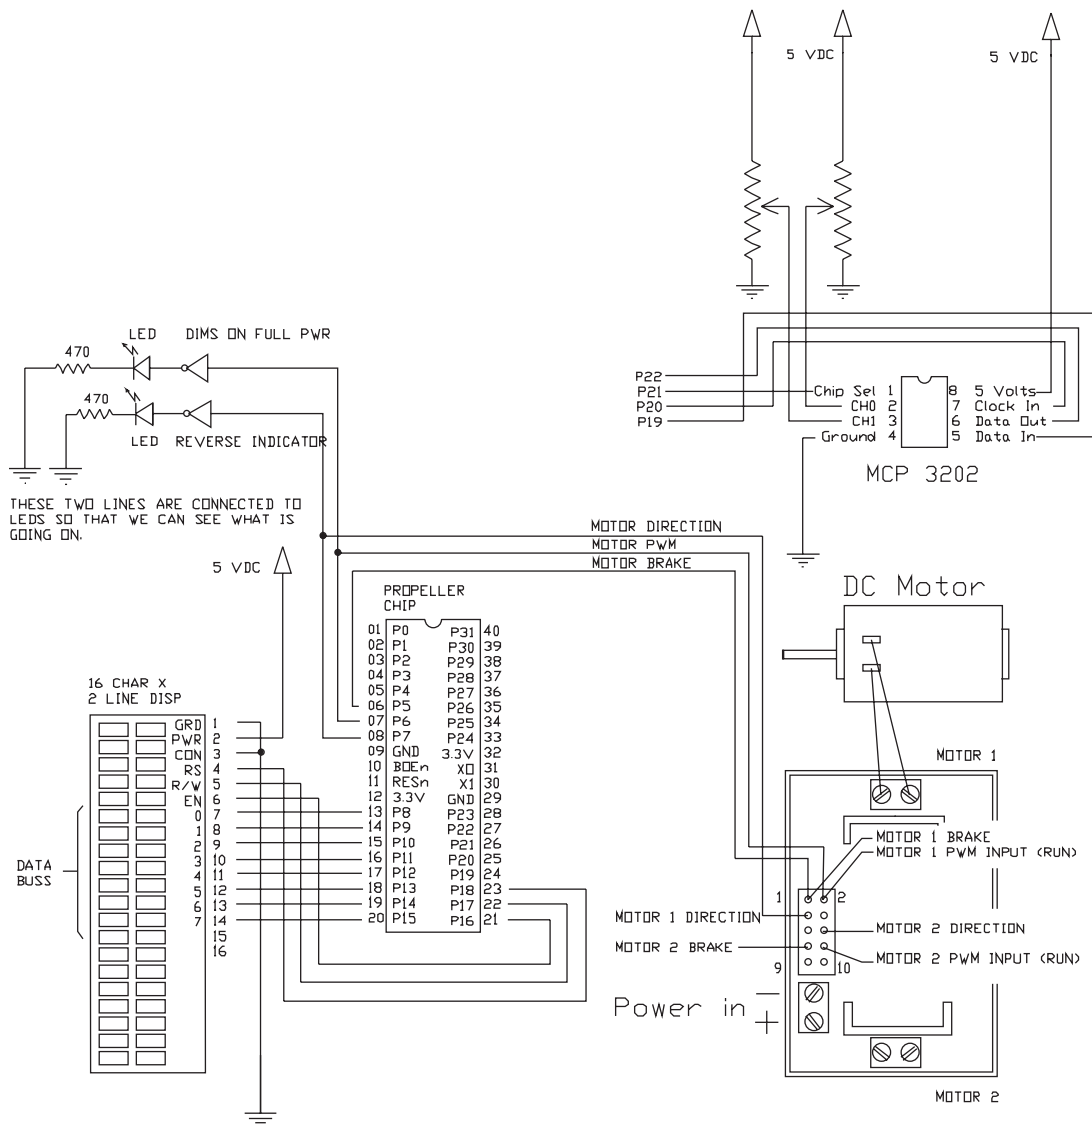 5 VDC
5 VDC
LED DIMS ON FULL PWR
470
470
LED REVERSE INDICATOR
THESE TWO LINES ARE CONNECTED TO
LEDS SO THAT WE CAN SEE WHAT IS
GOING ON.
P22
P21
P20
P19
Chip Sel 1
CH0 2
CH1 3
Ground 4
8 5 Volts
7 Clock In
6 Data Out
5 Data In
MCP 3202
MOTOR DIRECTION
MOTOR PWM
MOTOR BRAKE
5 VDC
PROPELLER
CHIP
01 P0 P31 40
02 P1 P30 39
03 P2 P29 38
04 P3 P28 37
05 P4 P27 36
06 P5 P26 35
07 P6 P25 34
08 P7 P24 33
09 GND 3.3V 32
10 BOEn XO 31
11 RESn X1 30
12 3.3V GND 29
13 P8 P23 28
14 P9 P22 27
15 P10 P21 26
16 P11 P20 25
17 P12 P19 24
18 P13 P18 23
19 P14 P17 22
20 P15 P16 21
16 CHAR X
2 LINE DISP
GRD 1
PWR 2
CON 3
RS 4
R/W 5
EN 6
0 7
1 8
2 9
3 10
4 11
5 12
6 13
7 14
15
16
DATA
BUSS
DC Motor
MOTOR 1
MOTOR 1 BRAKE
MOTOR 1 PWM INPUT (RUN)
1 2
MOTOR 1 DIRECTION
MOTOR 2 DIRECTION
MOTOR 2 BRAKE
MOTOR 2 PWM INPUT (RUN)
9 10
Power in
−
+
MOTOR 2